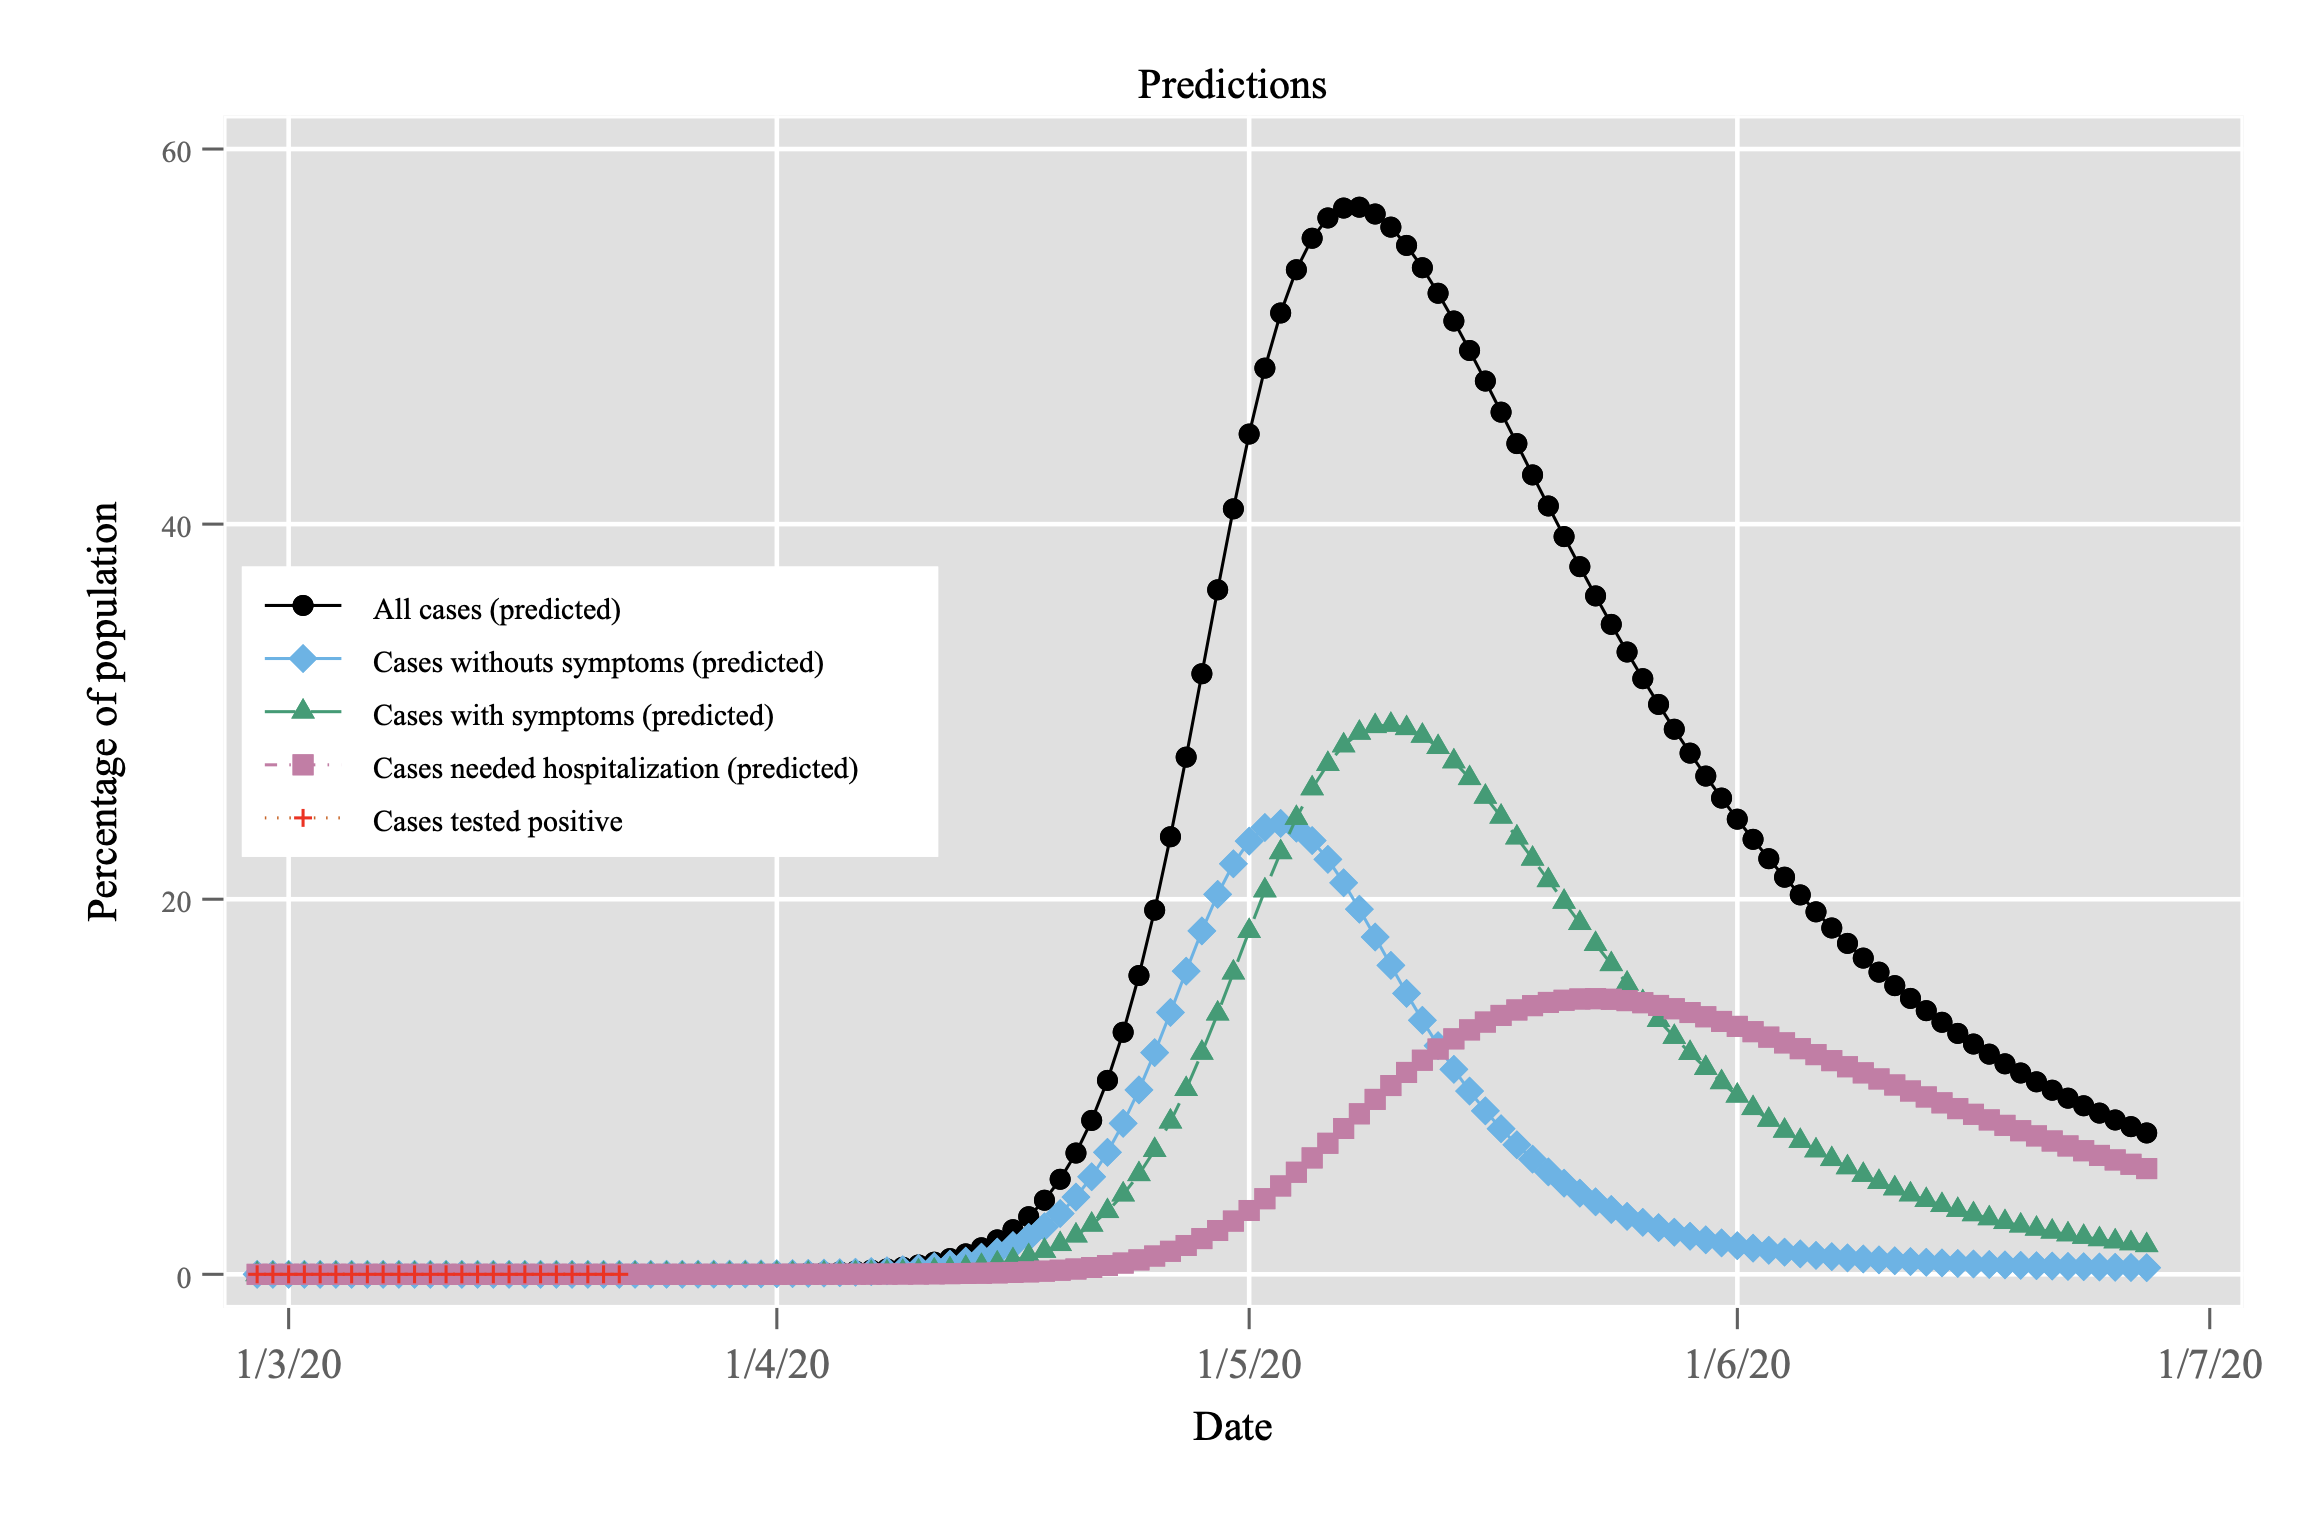 Predictions
Percentage of population
60
40
20
0
All cases (predicted)
Cases withouts symptoms (predicted)
Cases with symptoms (predicted)
Cases needed hospitalization (predicted)
Cases tested positive
1/3/20
1/4/20
1/5/20
1/6/20
1/7/20
Date